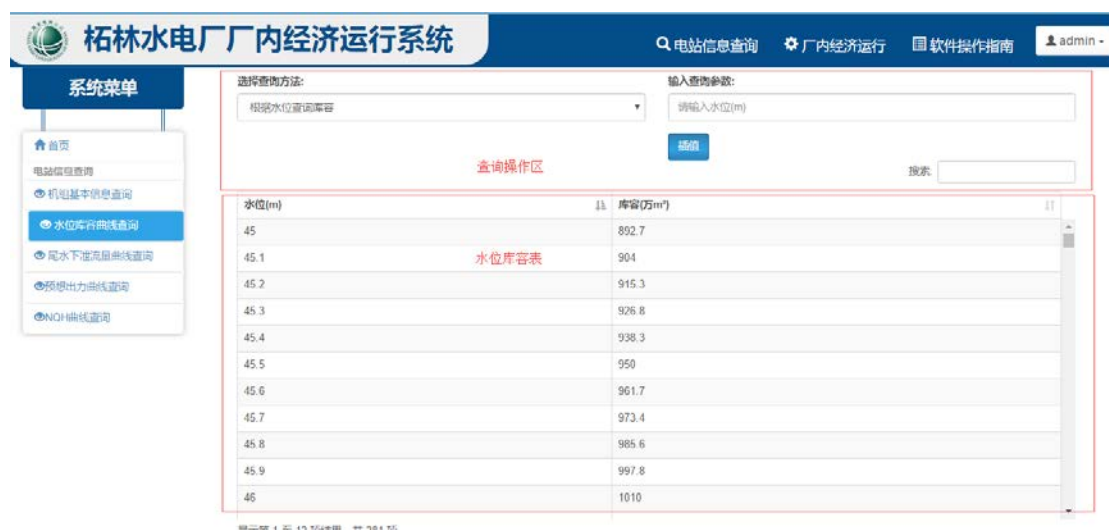 柘林水电厂厂内经济运行系统
电站信息查询
厂内经济运行
软件操作指南
admin
系统菜单
首页
电站信息查询
机组基本信息查询
水位库容曲线查询
尾水下泄流量曲线查询
预想出力曲线查询
NQH曲线查询
选择查询方法:
根据水位查询库容
输入查询参数:
请输入水位(m)
插值
查询操作区
搜索:
水位(m) 库容(万m³)
45 892.7
45.1 904
水位库容表
45.2 915.3
45.3 926.8
45.4 938.3
45.5 950
45.6 961.7
45.7 973.4
45.8 985.6
45.9 997.8
46 1010